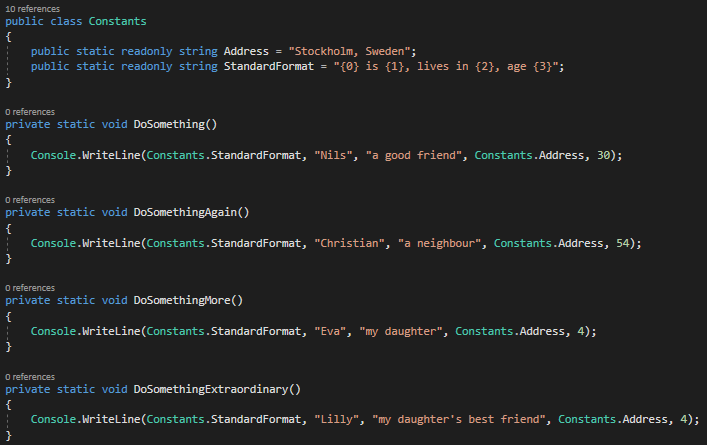 10 references
public class Constants
{
public static readonly string Address = "Stockholm, Sweden";
public static readonly string StandardFormat = "{0} is {1}, lives in {2}, age {3}";
}
0 references
private static void DoSomething()
{
Console.WriteLine(Constants.StandardFormat, "Nils", "a good friend", Constants.Address, 30);
}
0 references
private static void DoSomethingAgain()
{
Console.WriteLine(Constants.StandardFormat, "Christian", "a neighbour", Constants.Address, 54);
}
0 references
private static void DoSomethingMore()
{
Console.WriteLine(Constants.StandardFormat, "Eva", "my daughter", Constants.Address, 4);
}
0 references
private static void DoSomethingExtraordinary()
{
Console.WriteLine(Constants.StandardFormat, "Lilly", "my daughter's best friend", Constants.Address, 4);
}